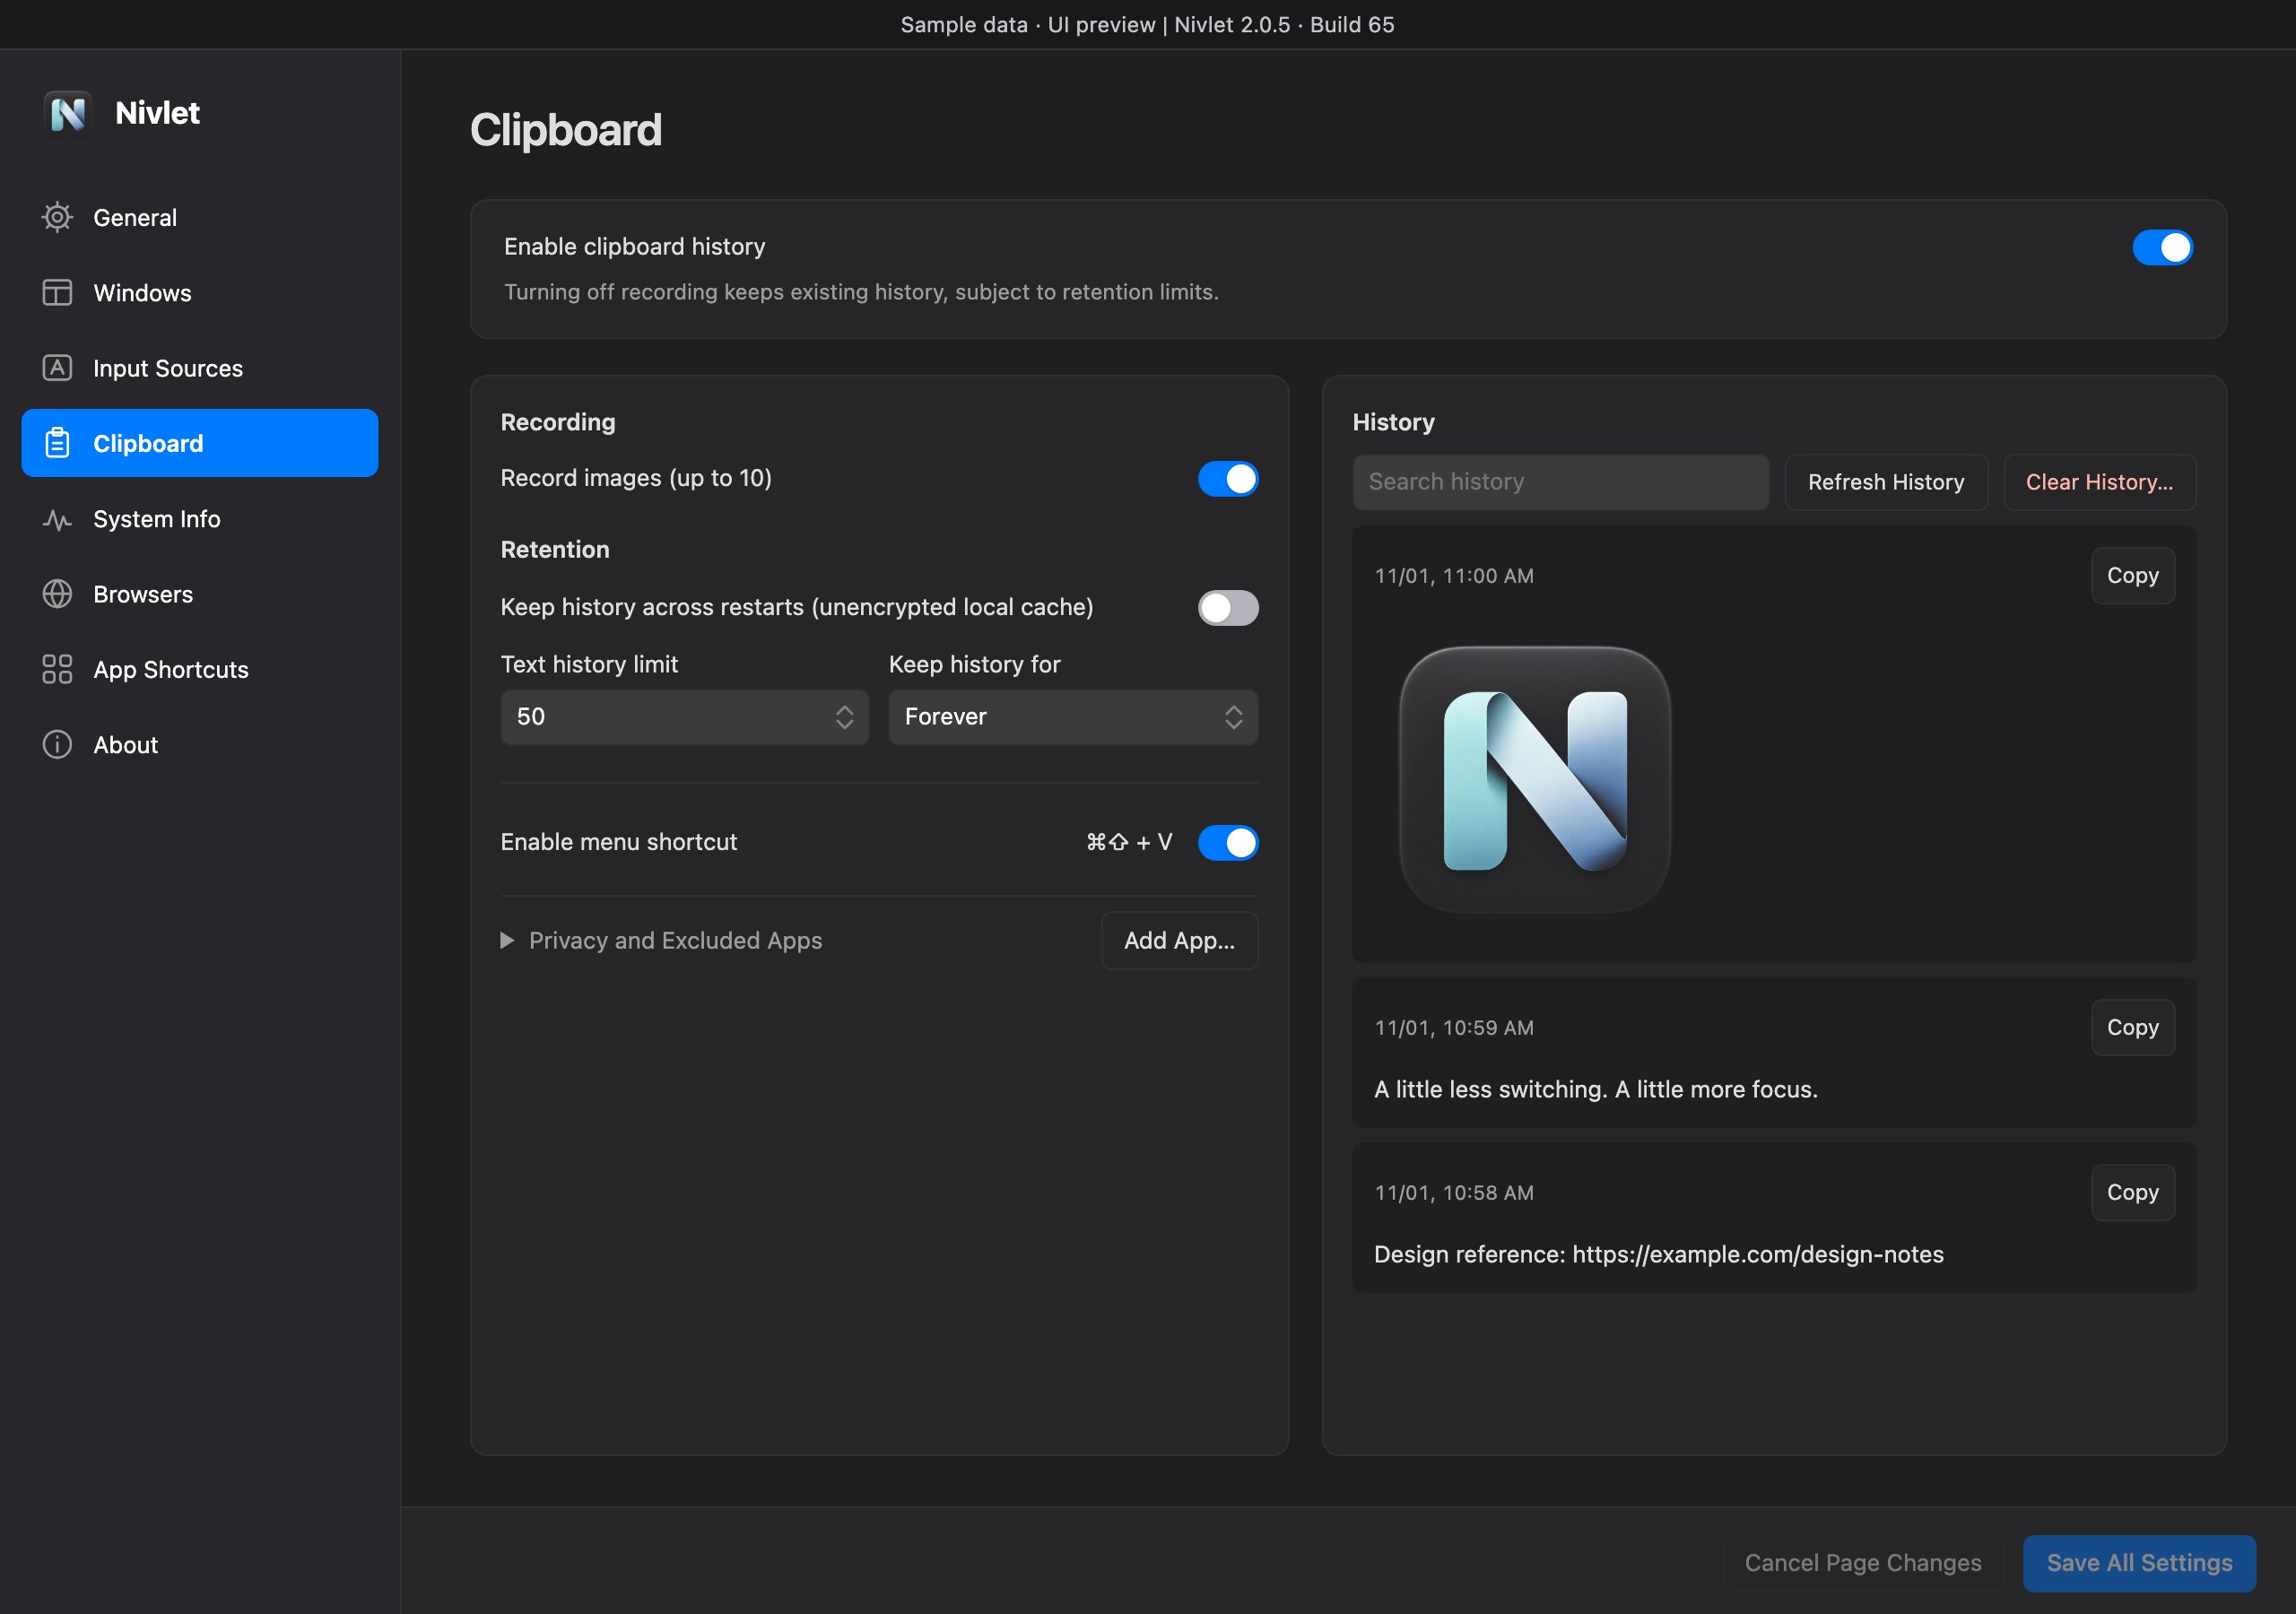 Sample data · UI preview | Nivlet 2.0.5 · Build 65
Nivlet
General
Windows
Input Sources
Clipboard
System Info
Browsers
App Shortcuts
About
Clipboard
Enable clipboard history
Turning off recording keeps existing history, subject to retention limits.
Recording
Record images (up to 10)
Retention
Keep history across restarts (unencrypted local cache)
Text history limit
Keep history for
50
Forever
Enable menu shortcut
⌘⇧ + V
Privacy and Excluded Apps
Add App...
History
Search history
Refresh History
Clear History...
11/01, 11:00 AM
Copy
N
11/01, 10:59 AM
Copy
A little less switching. A little more focus.
11/01, 10:58 AM
Copy
Design reference: https://example.com/design-notes
Cancel Page Changes
Save All Settings